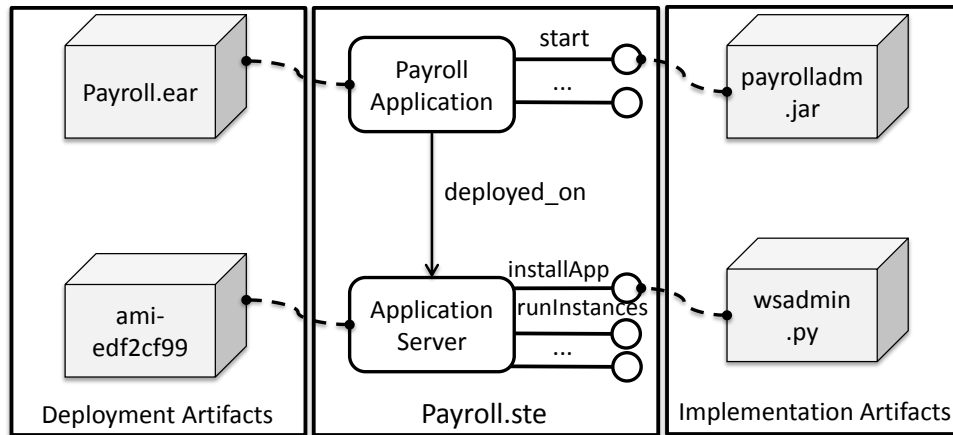 Payroll.ear
ami-
edf2cf99
Deployment Artifacts
Payroll
Application
start
...
deployed_on
Application
Server
installApp
runInstances
...
Payroll.ste
payrolladm
.jar
wsadmin
.py
Implementation Artifacts